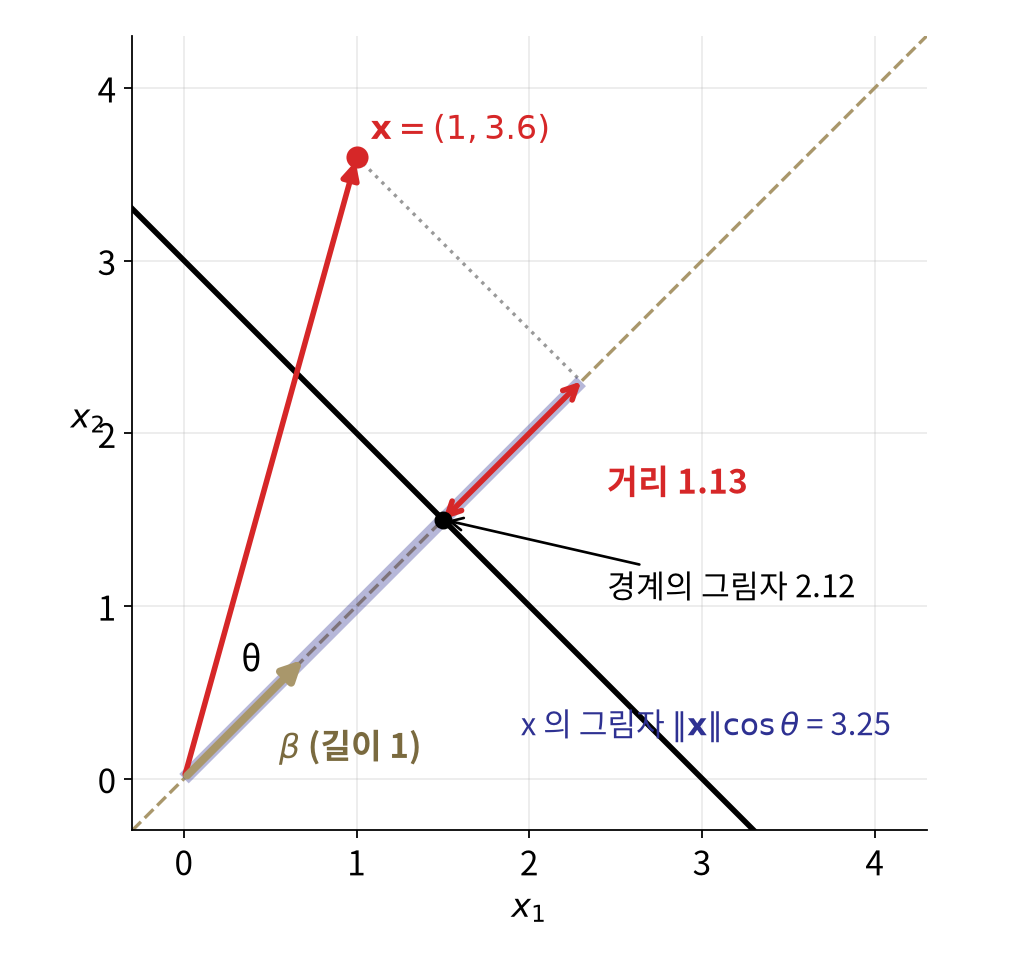 4
x = (1, 3.6)
3
x₂
2
거리 1.13
경계의 그림자 2.12
1
θ
x 의 그림자 ‖x‖cos θ = 3.25
β (길이 1)
0
0 1 2 3 4
x₁